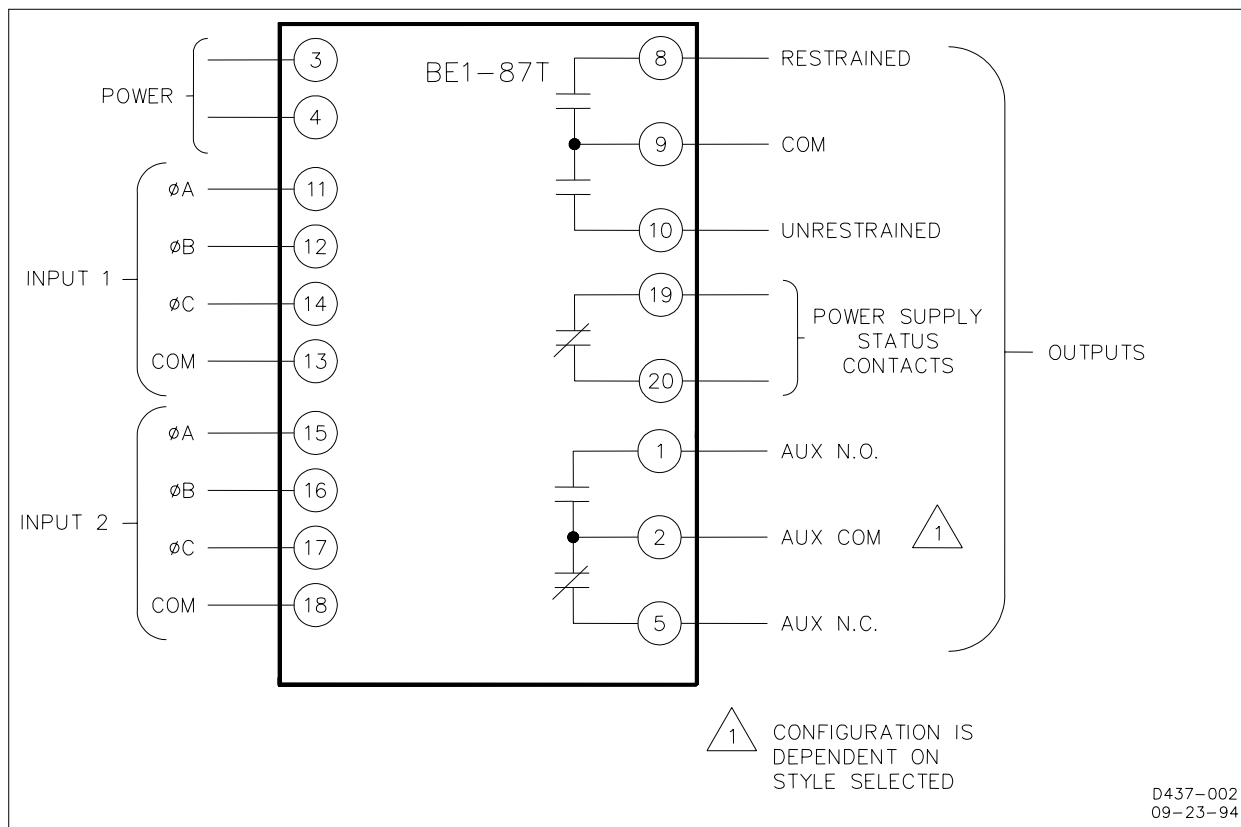 BE1-87T
POWER
3
4
INPUT 1
øA 11
øB 12
øC 14
COM 13
INPUT 2
øA 15
øB 16
øC 17
COM 18
8 RESTRAINED
9 COM
10 UNRESTRAINED
19
20
POWER SUPPLY
STATUS
CONTACTS
1 AUX N.O.
2 AUX COM 1
5 AUX N.C.
OUTPUTS
1 CONFIGURATION IS
DEPENDENT ON
STYLE SELECTED
D437-002
09-23-94